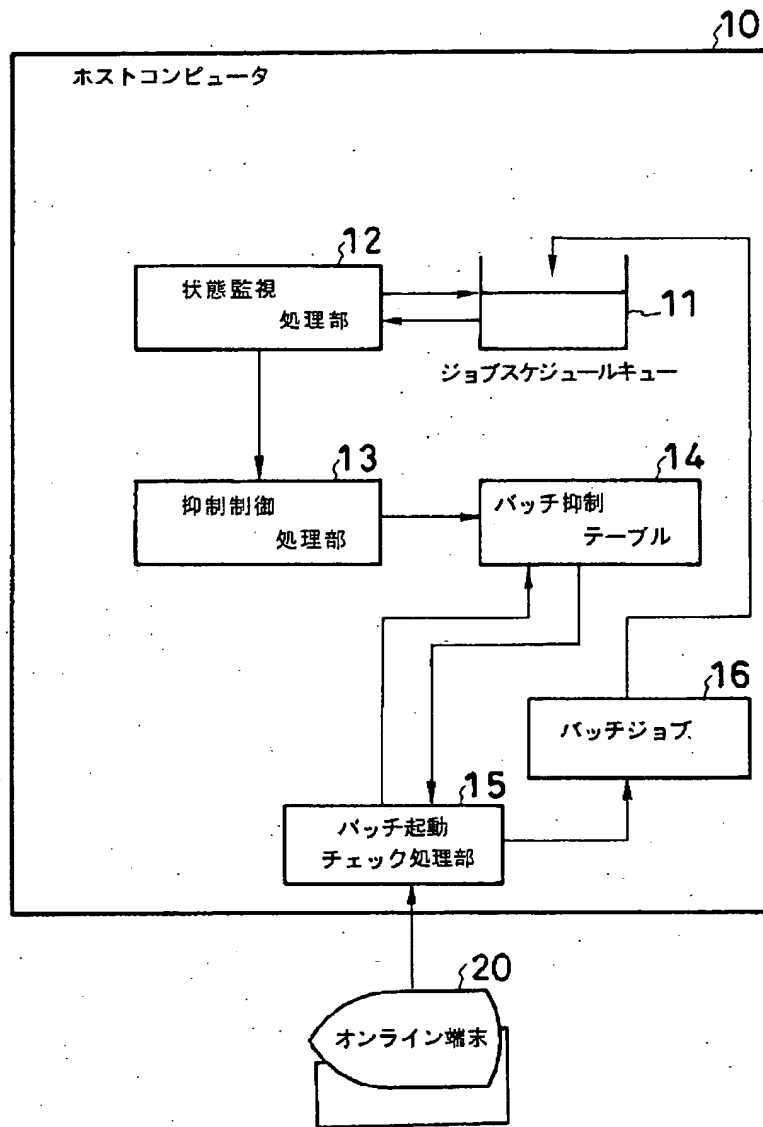 10
ホストコンピュータ
12
状態監視
処理部
11
ジョブスケジュールキュー
13
抑制制御
処理部
14
バッチ抑制
テーブル
16
バッチジョブ
15
バッチ起動
チェック処理部
20
オンライン端末